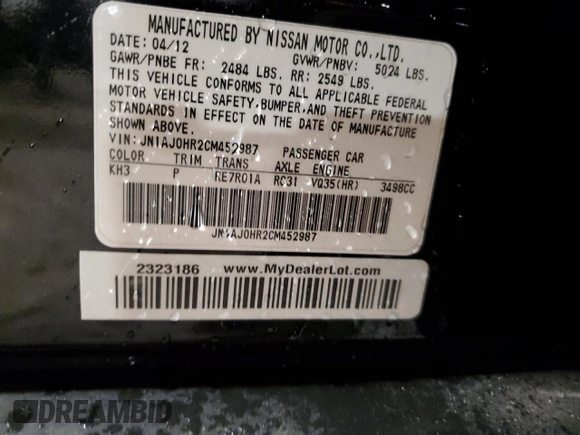 MANUFACTURED BY NISSAN MOTOR CO.,LTD.
DATE: 04/12 GVWR/PNBV: 5024 LBS.
GAWR/PNBE FR: 2484 LBS. RR: 2549 LBS.
THIS VEHICLE CONFORMS TO ALL APPLICABLE FEDERAL
MOTOR VEHICLE SAFETY, BUMPER, AND THEFT PREVENTION
STANDARDS IN EFFECT ON THE DATE OF MANUFACTURE
SHOWN ABOVE.
VIN: JN1AJ0HR2CM452987 PASSENGER CAR
COLOR TRIM TRANS AXLE ENGINE
KH3 P RE7R01A RC31 VQ35(HR) 3498CC
JN1AJ0HR2CM452987
2323186 www.MyDealerLot.com
DREAMBID